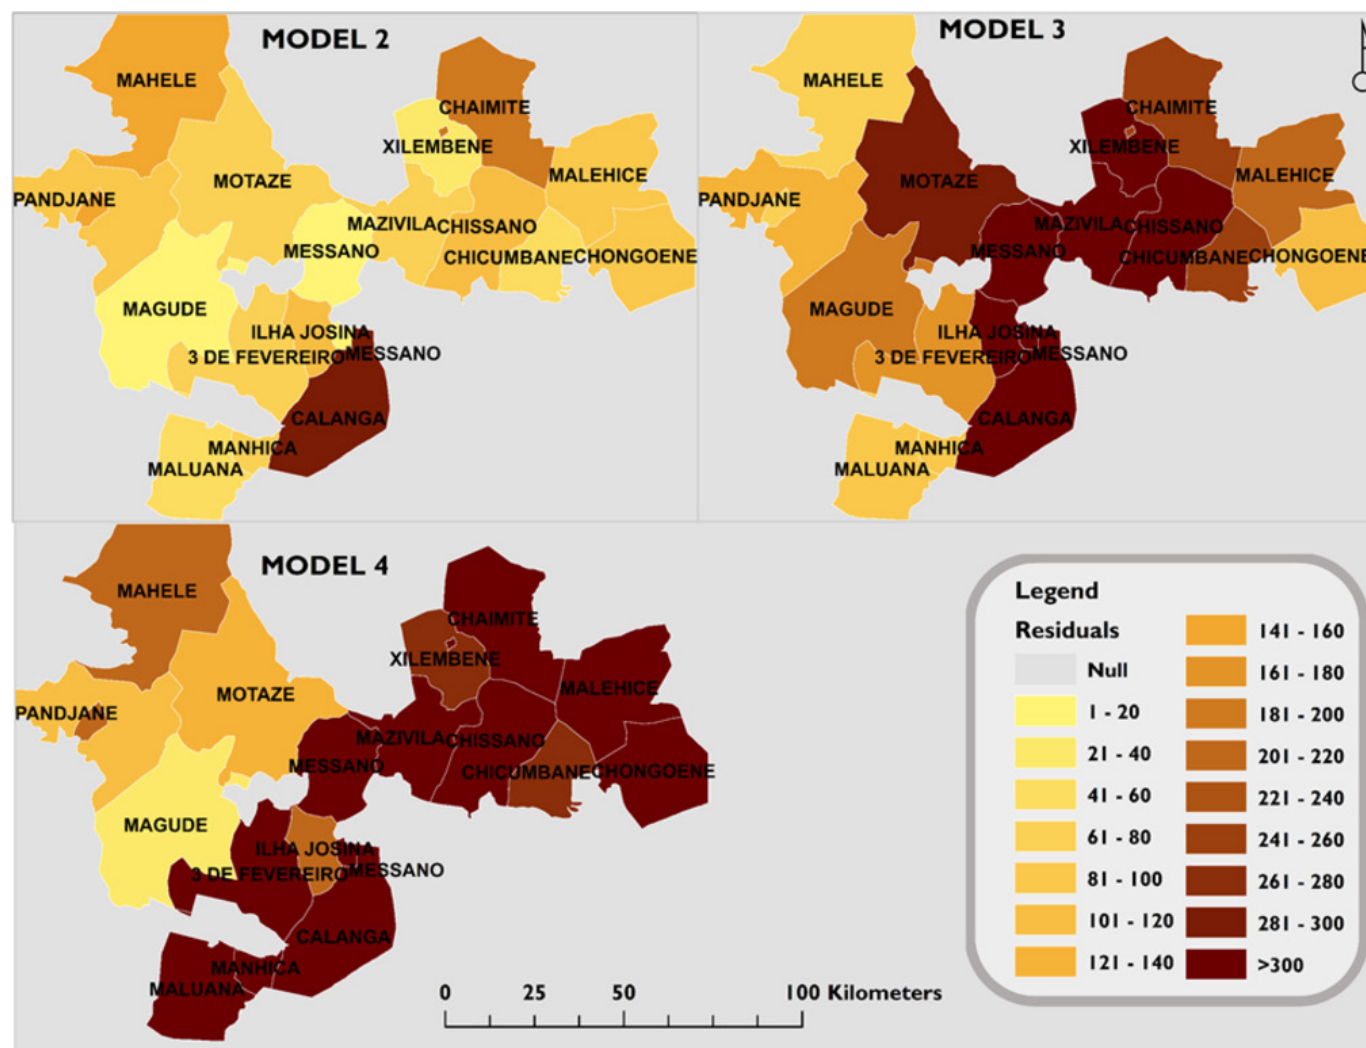 MODEL 2
MAHELE
CHAIMITE
XILEMBENE
MALEHICE
MOTAZE
PANDJANE
MAZIVILA
CHISSANO
MESSANO
CHICUMBANE
CHONGOENE
MAGUDE
ILHA JOSINA
3 DE FEVEREIRO
MESSANO
CALANGA
MANHICA
MALUANA
MODEL 3
MAHELE
CHAIMITE
XILEMBENE
MALEHICE
MOTAZE
PANDJANE
MAZIVILA
CHISSANO
MESSANO
CHICUMBANE
CHONGOENE
MAGUDE
ILHA JOSINA
3 DE FEVEREIRO
MESSANO
CALANGA
MANHICA
MALUANA
MODEL 4
MAHELE
CHAIMITE
XILEMBENE
MALEHICE
MOTAZE
PANDJANE
MAZIVILA
CHISSANO
MESSANO
CHICUMBANE
CHONGOENE
MAGUDE
ILHA JOSINA
3 DE FEVEREIRO
MESSANO
CALANGA
MANHICA
MALUANA
0 25 50 100 Kilometers
Legend
Residuals
Null
1 - 20
21 - 40
41 - 60
61 - 80
81 - 100
101 - 120
121 - 140
141 - 160
161 - 180
181 - 200
201 - 220
221 - 240
241 - 260
261 - 280
281 - 300
>300